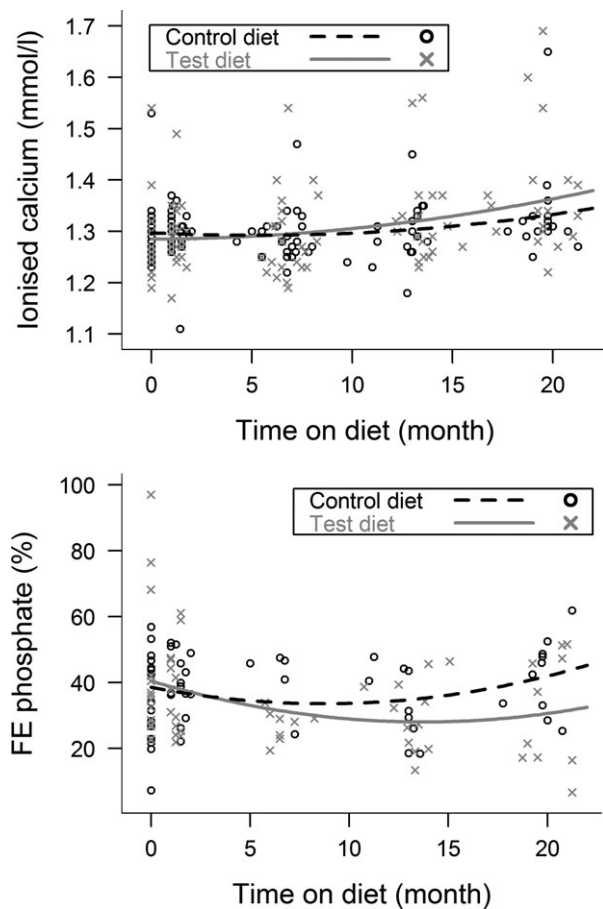 Ionised calcium (mmol/l)
1.7
1.6
1.5
1.4
1.3
1.2
1.1
Control diet
Test diet
0 5 10 15 20
Time on diet (month)
FE phosphate (%)
100
80
60
40
20
Control diet
Test diet
0 5 10 15 20
Time on diet (month)